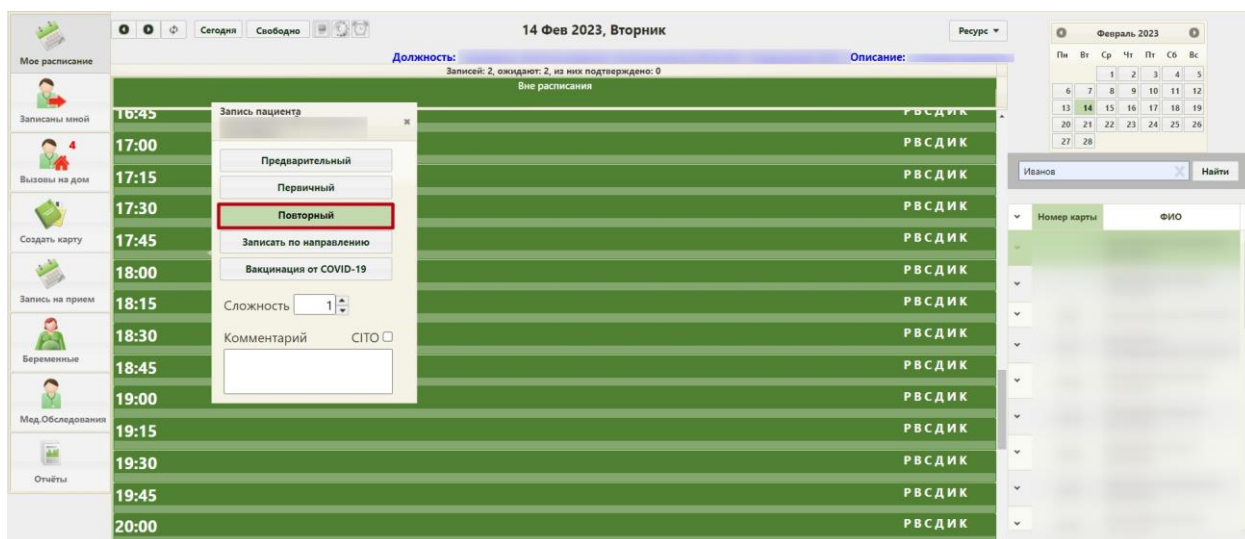 Мое расписание
Записаны мной
4
Вызовы на дом
Создать карту
Запись на прием
Беременные
Мед.Обследования
Отчёты
Сегодня Свободно 14 Фев 2023, Вторник Ресурс
Должность: Описание:
Записей: 2, ожидают: 2, из них подтверждено: 0
Вне расписания
16:45 РВСДИК
17:00 РВСДИК
17:15 РВСДИК
17:30 РВСДИК
17:45 РВСДИК
18:00 РВСДИК
18:15 РВСДИК
18:30 РВСДИК
18:45 РВСДИК
19:00 РВСДИК
19:15 РВСДИК
19:30 РВСДИК
19:45 РВСДИК
20:00 РВСДИК
Запись пациента
Предварительный
Первичный
Повторный
Записать по направлению
Вакцинация от COVID-19
Сложность 1
Комментарий CITO
Февраль 2023
Пн Вт Ср Чт Пт Сб Вс
1 2 3 4 5
6 7 8 9 10 11 12
13 14 15 16 17 18 19
20 21 22 23 24 25 26
27 28
Иванов X Найти
Номер карты ФИО